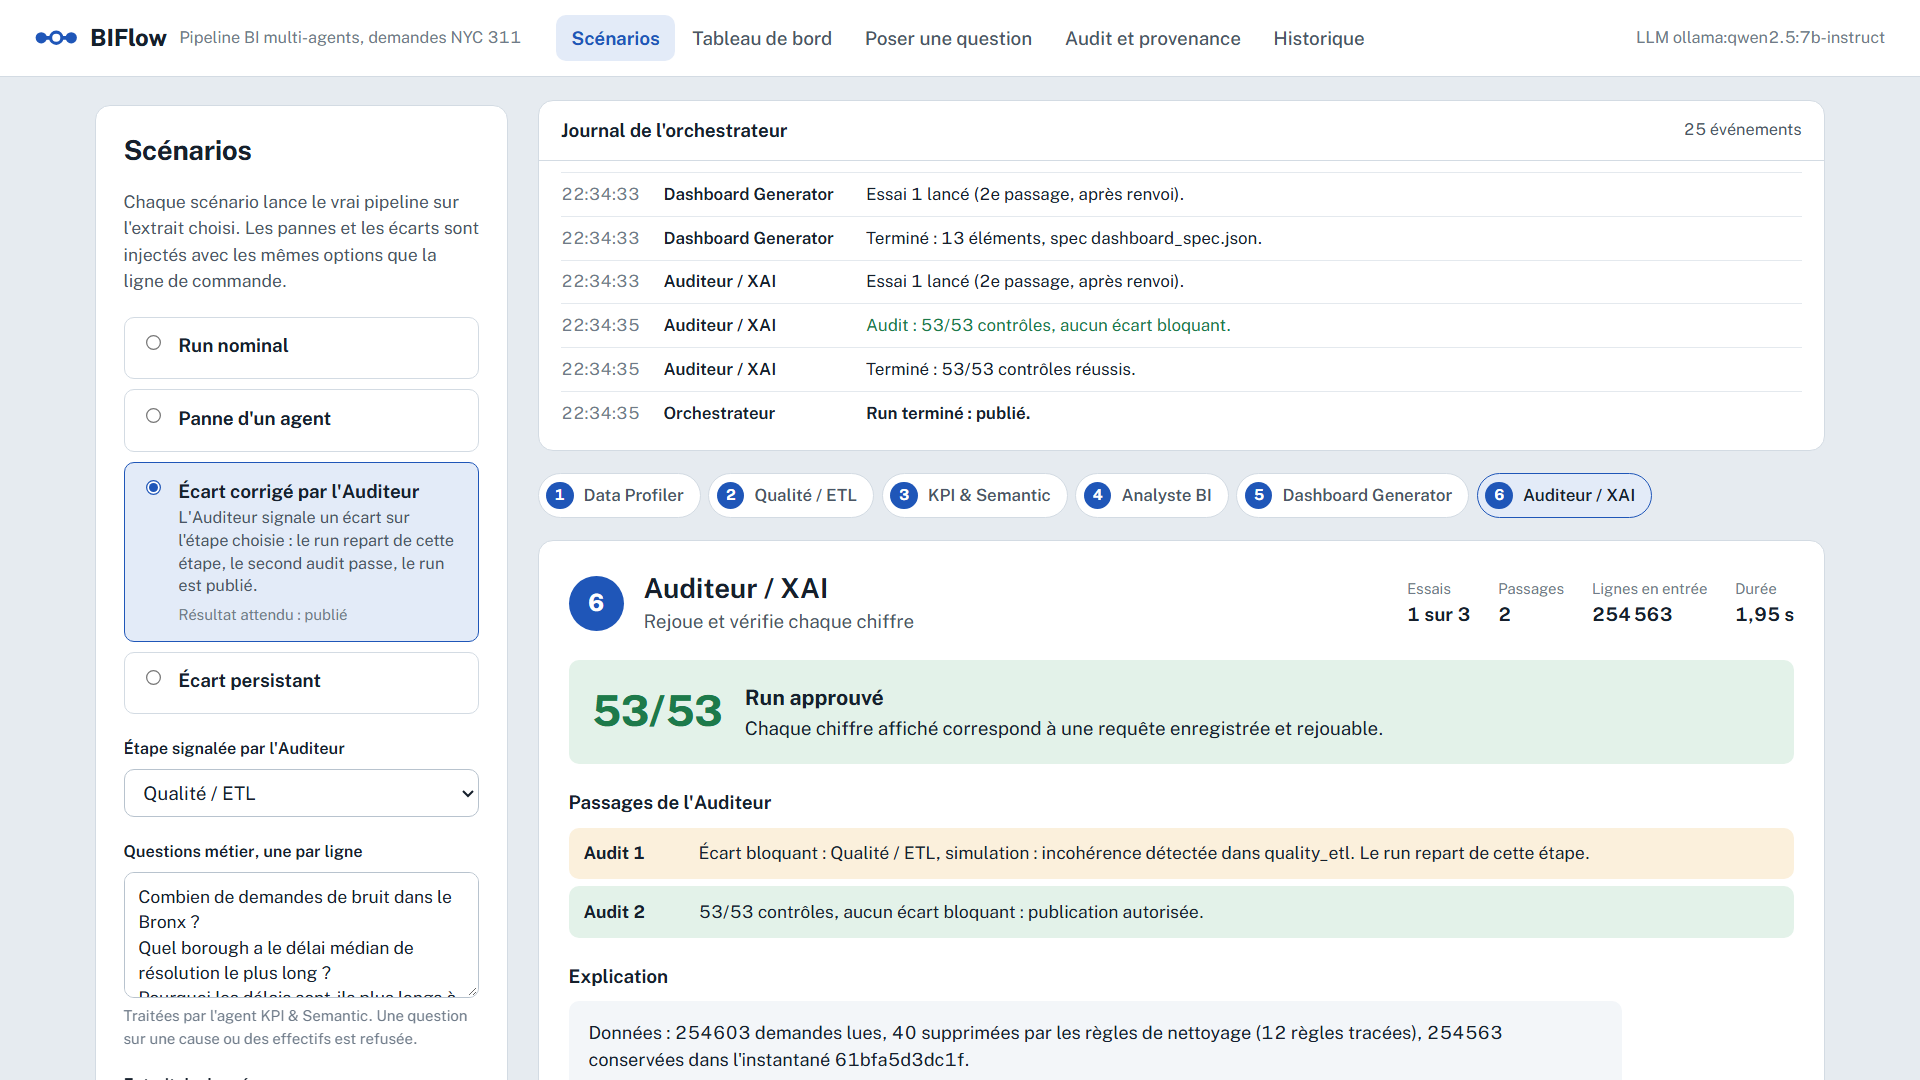 BIFlow
Pipeline BI multi-agents, demandes NYC 311
Scénarios
Tableau de bord
Poser une question
Audit et provenance
Historique
LLM ollama:qwen2.5:7b-instruct
Scénarios
Chaque scénario lance le vrai pipeline sur
l'extrait choisi. Les pannes et les écarts sont
injectés avec les mêmes options que la
ligne de commande.
Run nominal
Panne d'un agent
Écart corrigé par l'Auditeur
L'Auditeur signale un écart sur
l'étape choisie : le run repart de cette
étape, le second audit passe, le run
est publié.
Résultat attendu : publié
Écart persistant
Étape signalée par l'Auditeur
Qualité / ETL
Questions métier, une par ligne
Combien de demandes de bruit dans le
Bronx ?
Quel borough a le délai médian de
résolution le plus long ?
Pourquoi les délais sont-ils plus longs à
Traitées par l'agent KPI & Semantic. Une question
sur une cause ou des effectifs est refusée.
Journal de l'orchestrateur
25 événements
22:34:33 Dashboard Generator Essai 1 lancé (2e passage, après renvoi).
22:34:33 Dashboard Generator Terminé : 13 éléments, spec dashboard_spec.json.
22:34:33 Auditeur / XAI Essai 1 lancé (2e passage, après renvoi).
22:34:35 Auditeur / XAI Audit : 53/53 contrôles, aucun écart bloquant.
22:34:35 Auditeur / XAI Terminé : 53/53 contrôles réussis.
22:34:35 Orchestrateur Run terminé : publié.
1 Data Profiler
2 Qualité / ETL
3 KPI & Semantic
4 Analyste BI
5 Dashboard Generator
6 Auditeur / XAI
6
Auditeur / XAI
Rejoue et vérifie chaque chiffre
Essais
1 sur 3
Passages
2
Lignes en entrée
254 563
Durée
1,95 s
53/53
Run approuvé
Chaque chiffre affiché correspond à une requête enregistrée et rejouable.
Passages de l'Auditeur
Audit 1 Écart bloquant : Qualité / ETL, simulation : incohérence détectée dans quality_etl. Le run repart de cette étape.
Audit 2 53/53 contrôles, aucun écart bloquant : publication autorisée.
Explication
Données : 254603 demandes lues, 40 supprimées par les règles de nettoyage (12 règles tracées), 254563
conservées dans l'instantané 61bfa5d3dc1f.